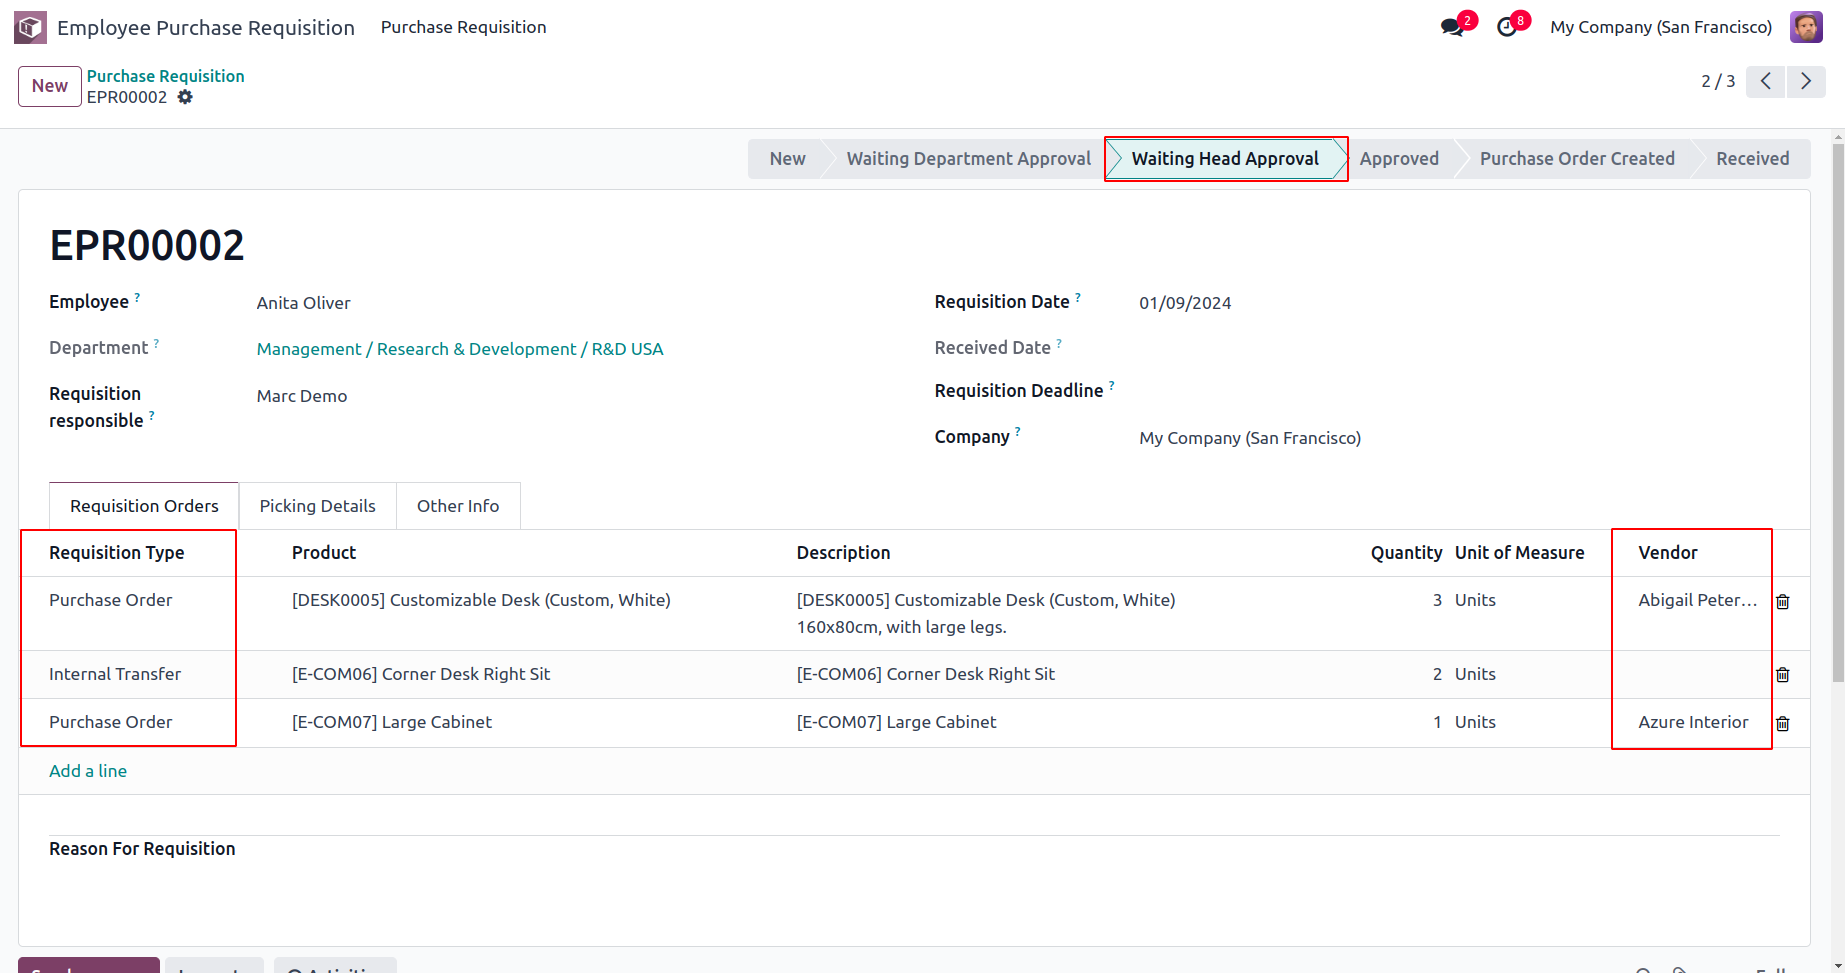 Employee Purchase Requisition Purchase Requisition 2 8 My Company (San Francisco)
New Purchase Requisition
EPR00002 2 / 3
New Waiting Department Approval Waiting Head Approval Approved Purchase Order Created Received
EPR00002
Employee ? Anita Oliver Requisition Date ? 01/09/2024
Department ? Management / Research & Development / R&D USA Received Date ?
Requisition responsible ? Marc Demo Requisition Deadline ?
Company ? My Company (San Francisco)
Requisition Orders Picking Details Other Info
Requisition Type Product Description Quantity Unit of Measure Vendor
Purchase Order [DESK0005] Customizable Desk (Custom, White) [DESK0005] Customizable Desk (Custom, White) 3 Units Abigail Peter...
160x80cm, with large legs.
Internal Transfer [E-COM06] Corner Desk Right Sit [E-COM06] Corner Desk Right Sit 2 Units
Purchase Order [E-COM07] Large Cabinet [E-COM07] Large Cabinet 1 Units Azure Interior
Add a line
Reason For Requisition